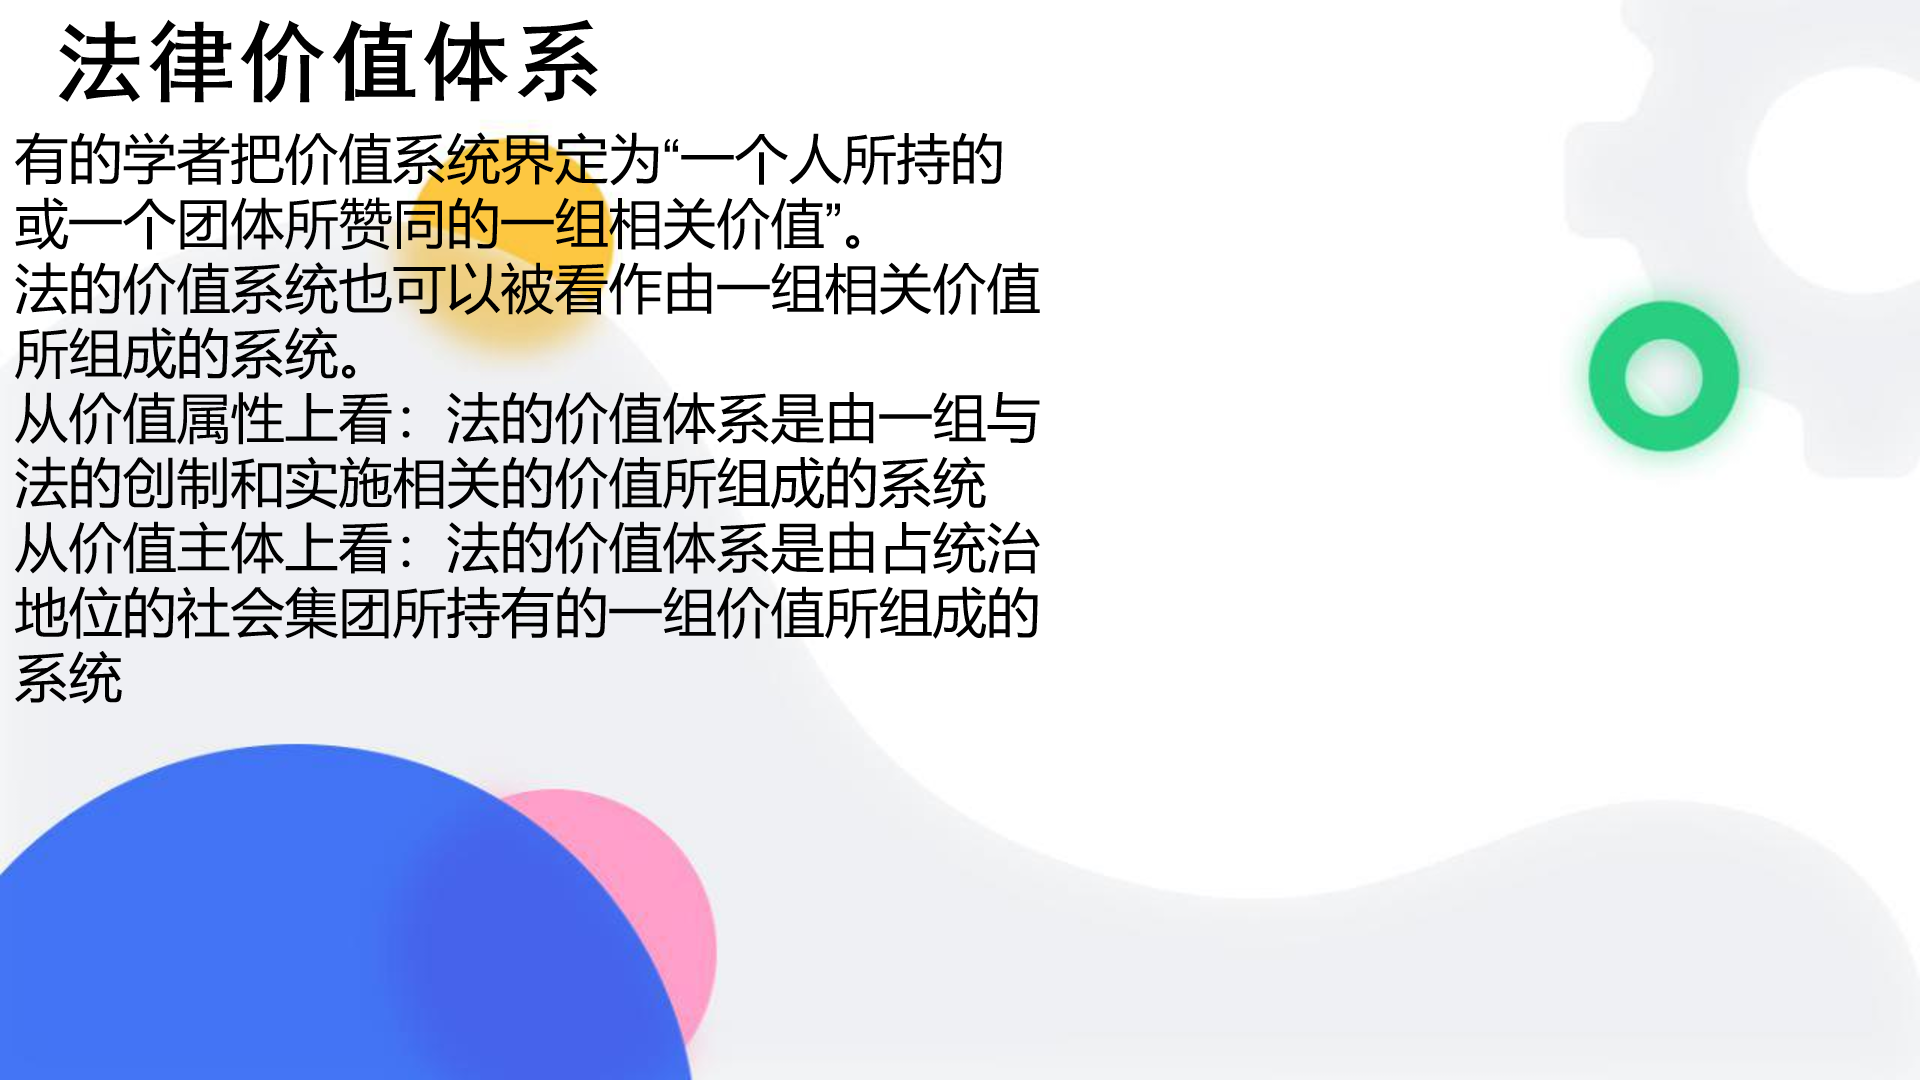 法律价值体系
有的学者把价值系统界定为“一个人所持的
或一个团体所赞同的一组相关价值”。
法的价值系统也可以被看作由一组相关价值
所组成的系统。
从价值属性上看：法的价值体系是由一组与
法的创制和实施相关的价值所组成的系统
从价值主体上看：法的价值体系是由占统治
地位的社会集团所持有的一组价值所组成的
系统